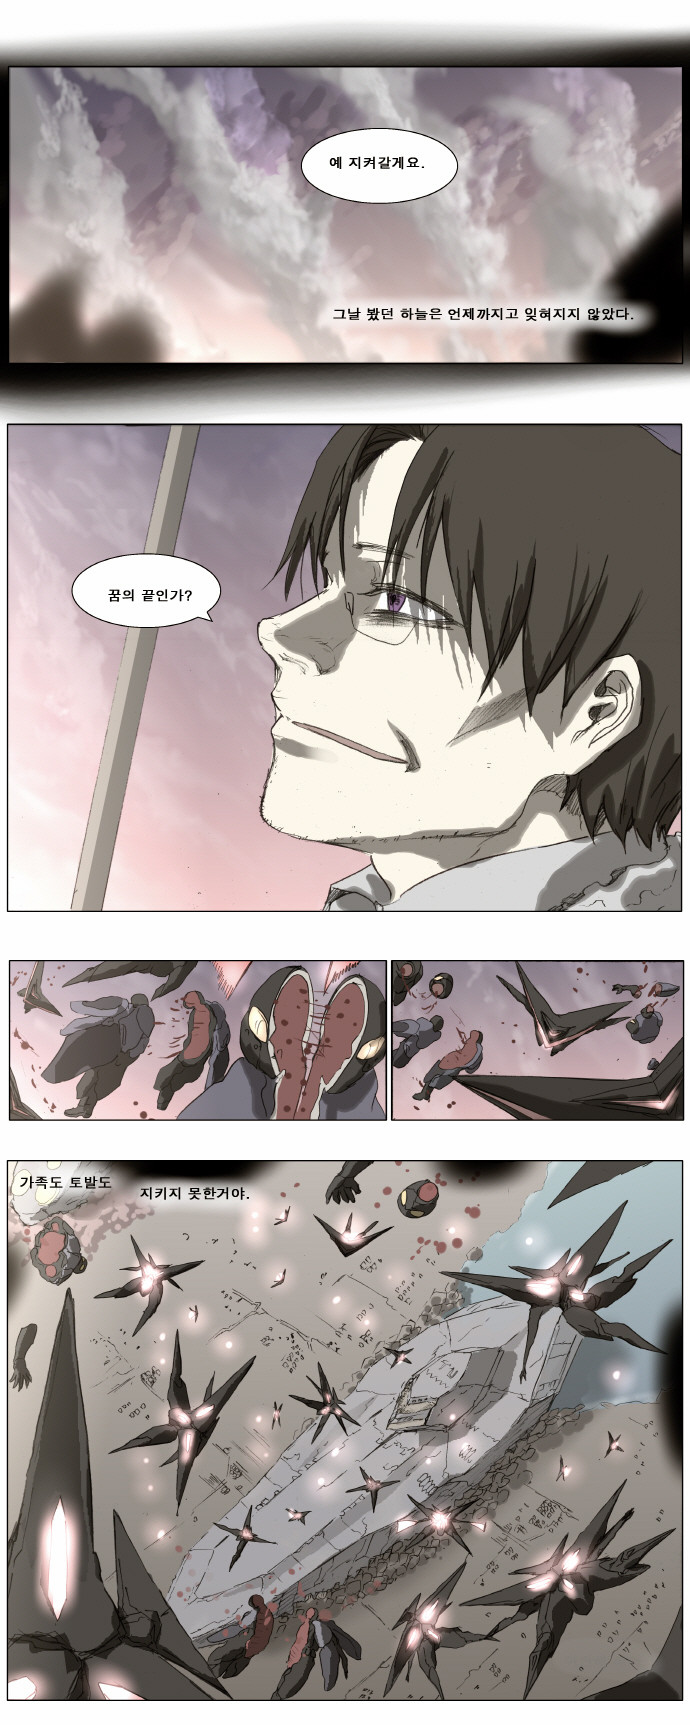 예 지켜갈게요.
그날 봤던 하늘은 언제까지고 잊혀지지 않았다.
꿈의 끝인가?
가족도 토발도
지키지 못한거야.